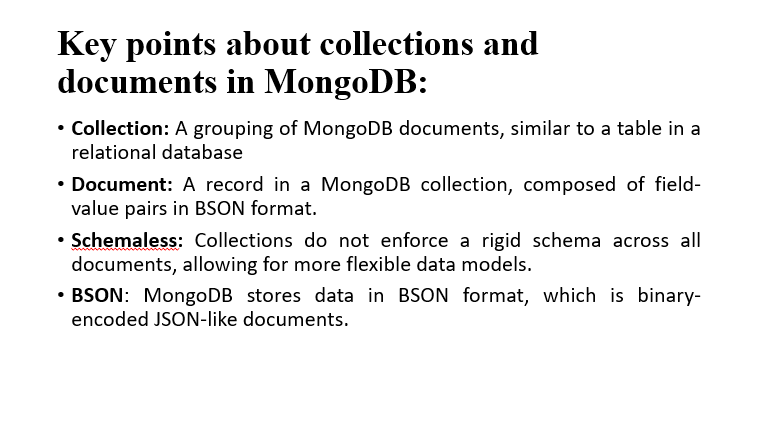 Key points about collections and
documents in MongoDB:
• Collection: A grouping of MongoDB documents, similar to a table in a
relational database
• Document: A record in a MongoDB collection, composed of field-
value pairs in BSON format.
• Schemaless: Collections do not enforce a rigid schema across all
documents, allowing for more flexible data models.
• BSON: MongoDB stores data in BSON format, which is binary-
encoded JSON-like documents.